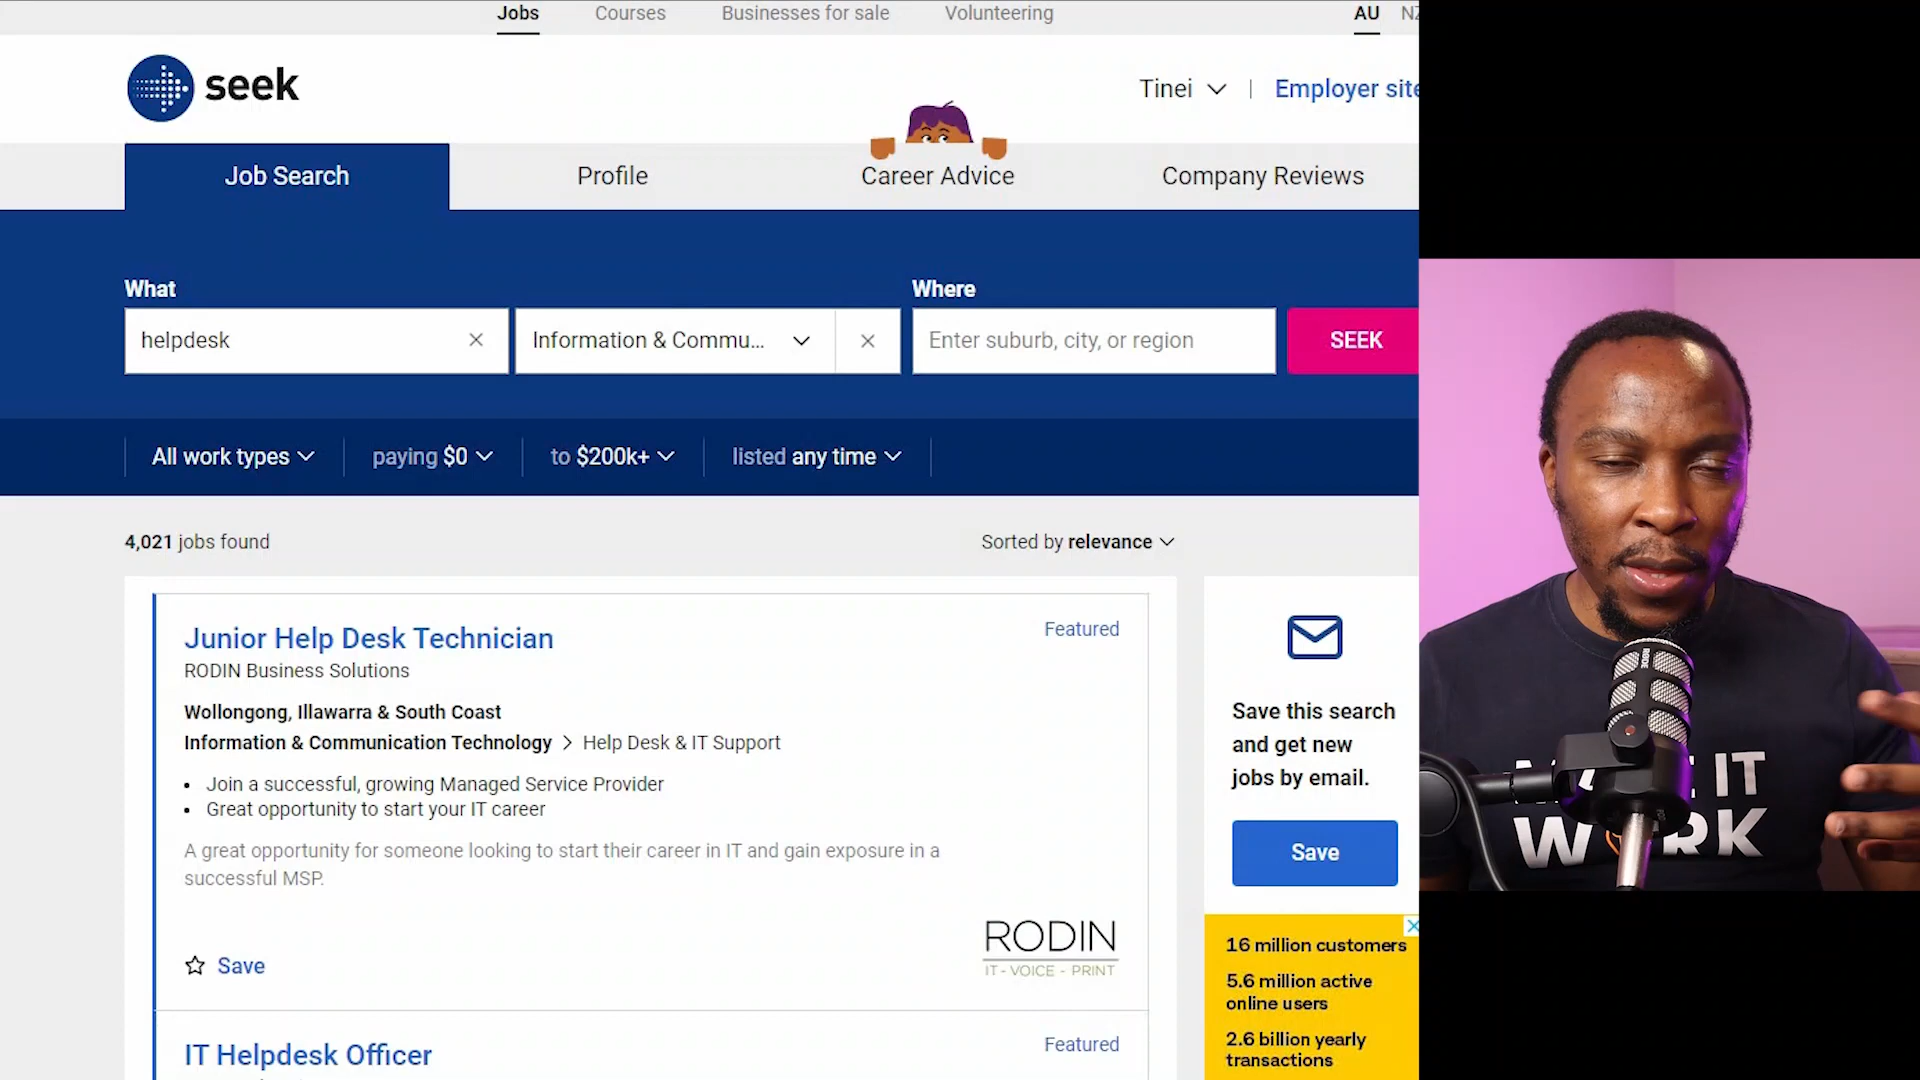 Jobs Courses Businesses for sale Volunteering AU
seek
Tinei Employer site
Job Search Profile Career Advice Company Reviews
What
Where
helpdesk Information & Commu... Enter suburb, city, or region SEEK
All work types paying $0 to $200k+ listed any time
4,021 jobs found
Sorted by relevance
Junior Help Desk Technician
Featured
RODIN Business Solutions
Wollongong, Illawarra & South Coast
Information & Communication Technology > Help Desk & IT Support
• Join a successful, growing Managed Service Provider
• Great opportunity to start your IT career
A great opportunity for someone looking to start their career in IT and gain exposure in a
successful MSP.
Save
RODIN
IT - VOICE - PRINT
IT Helpdesk Officer
Featured
Save this search
and get new
jobs by email.
Save
16 million customers
5.6 million active
online users
2.6 billion yearly
transactions
RØDE
IT